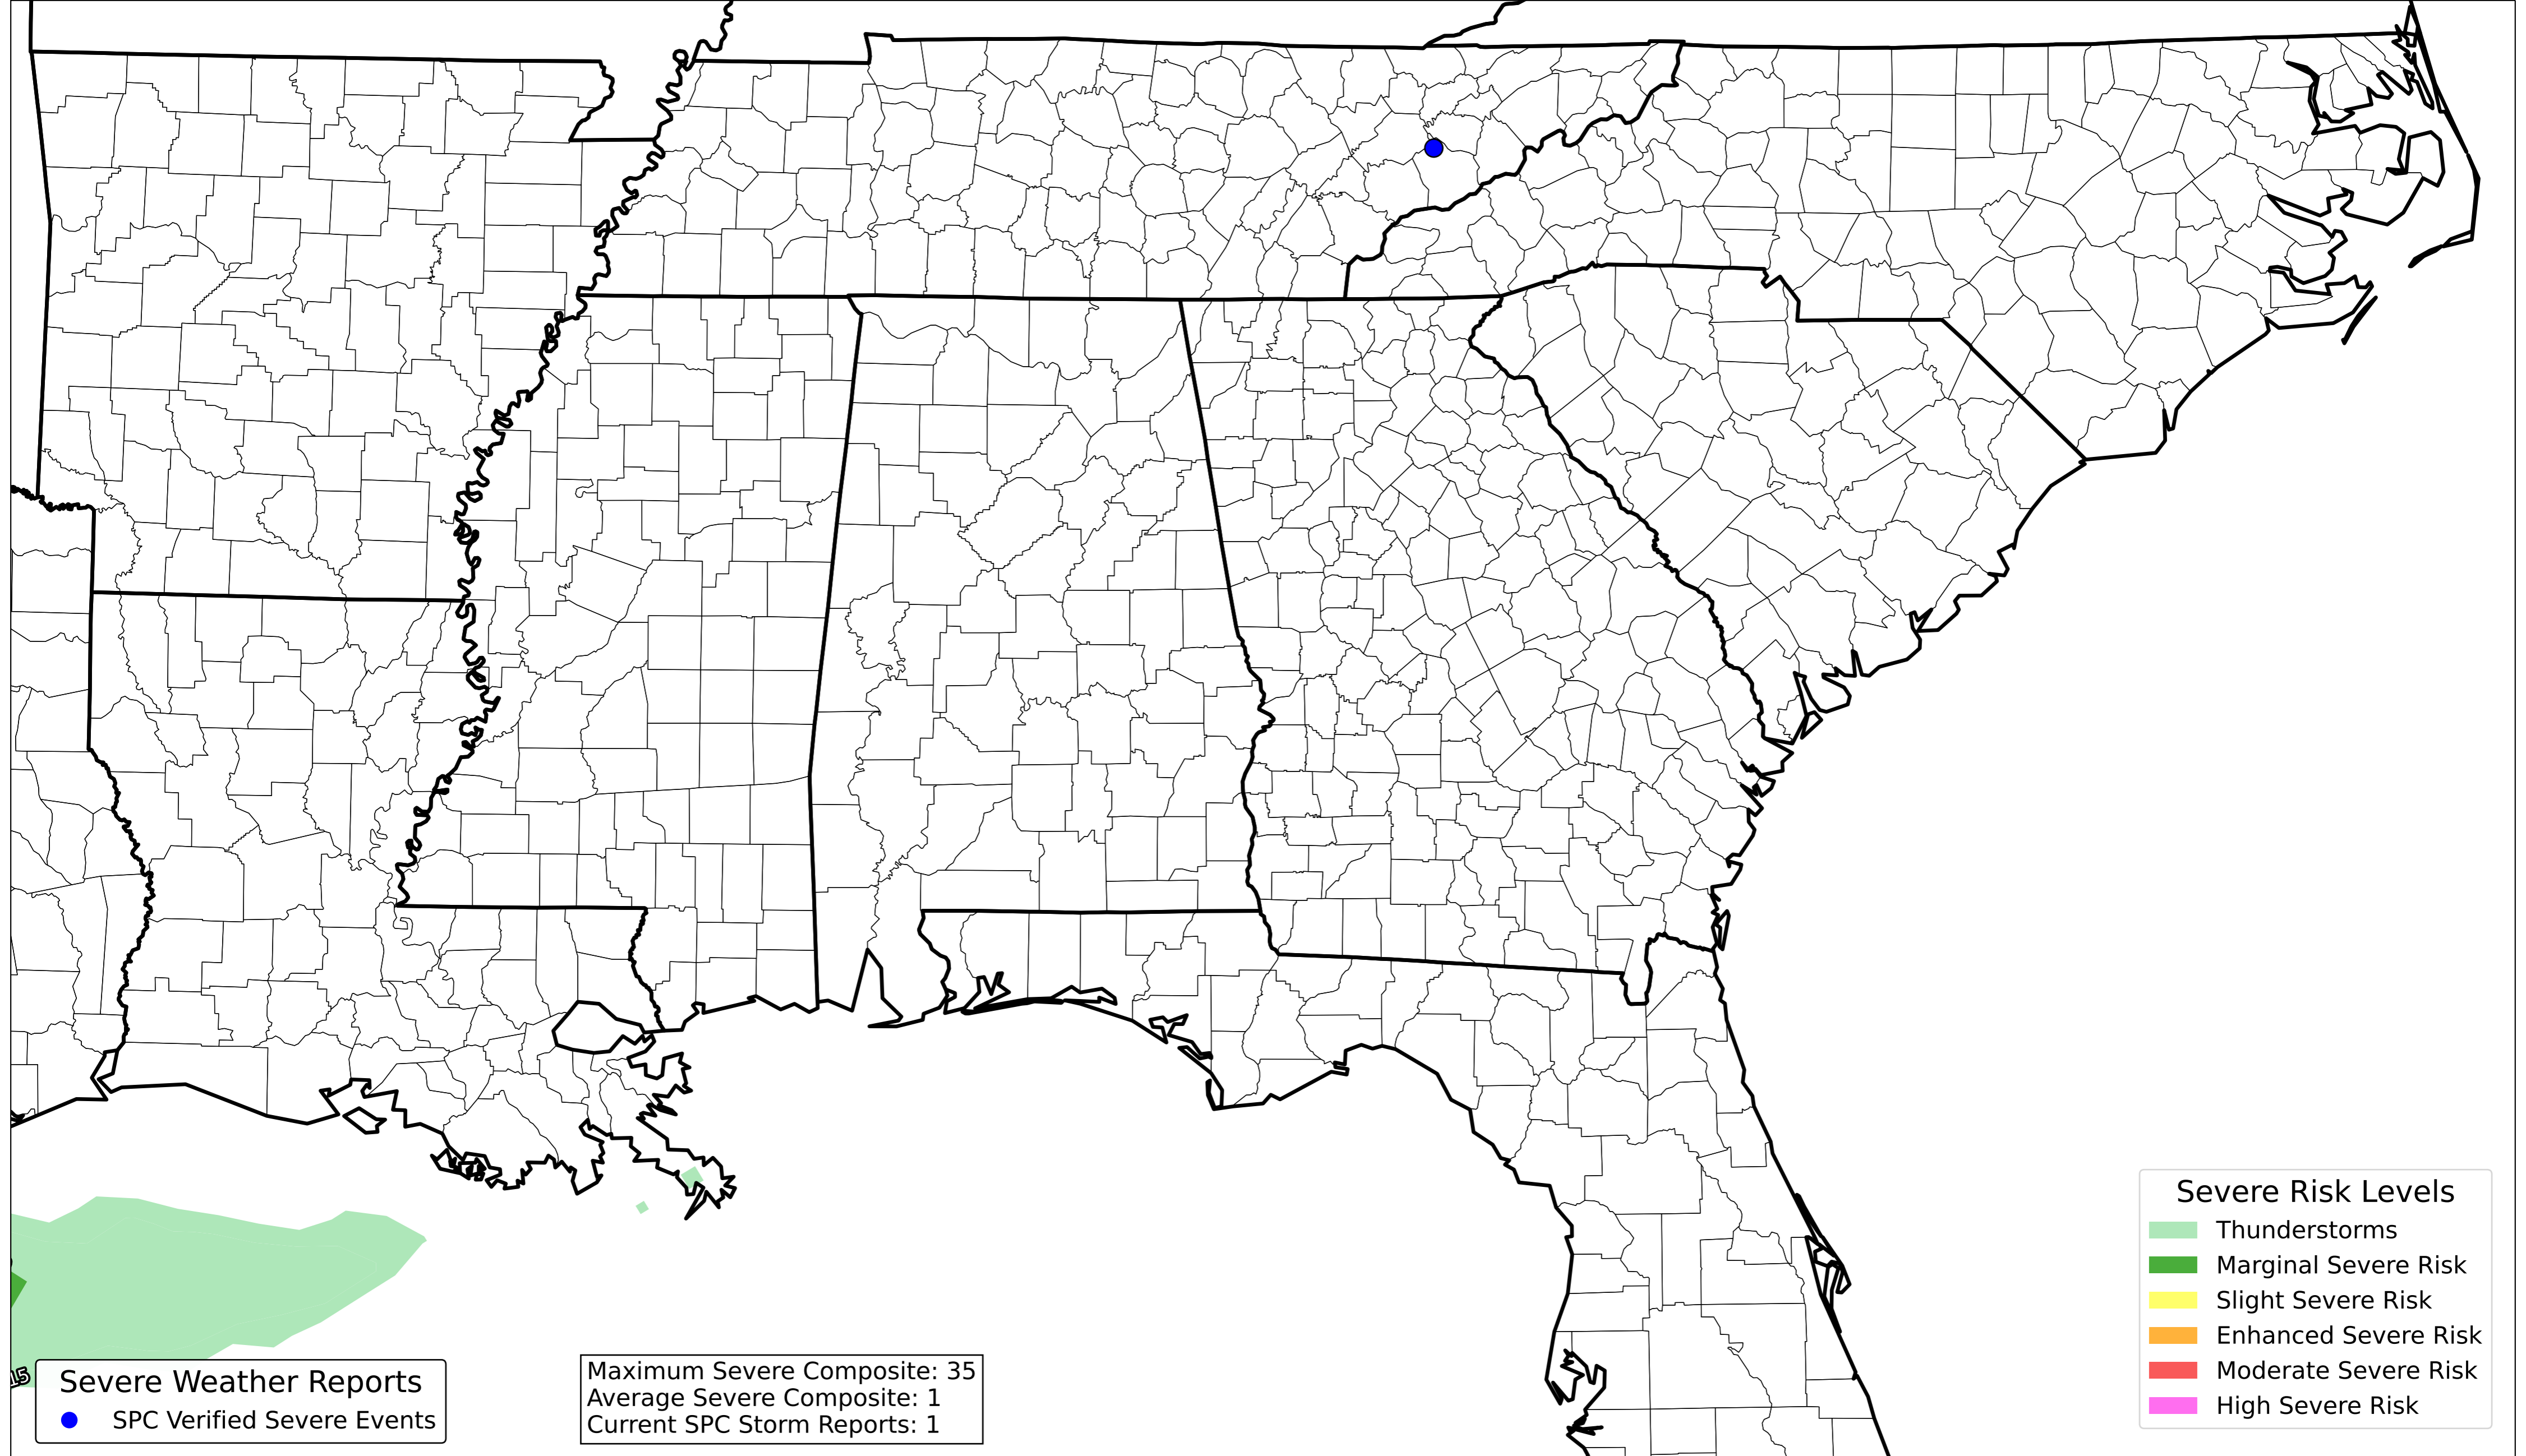 15
Severe Weather Reports
SPC Verified Severe Events
Maximum Severe Composite: 35
Average Severe Composite: 1
Current SPC Storm Reports: 1
Severe Risk Levels
Thunderstorms
Marginal Severe Risk
Slight Severe Risk
Enhanced Severe Risk
Moderate Severe Risk
High Severe Risk